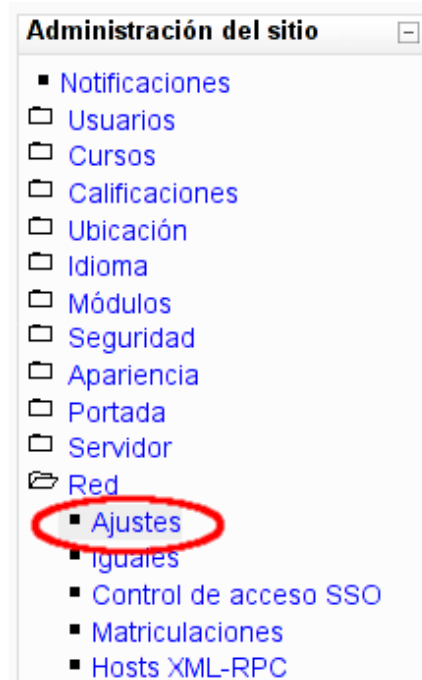 Administración del sitio
Notificaciones
Usuarios
Cursos
Calificaciones
Ubicación
Idioma
Módulos
Seguridad
Apariencia
Portada
Servidor
Red
Ajustes
Iguales
Control de acceso SSO
Matriculaciones
Hosts XML-RPC